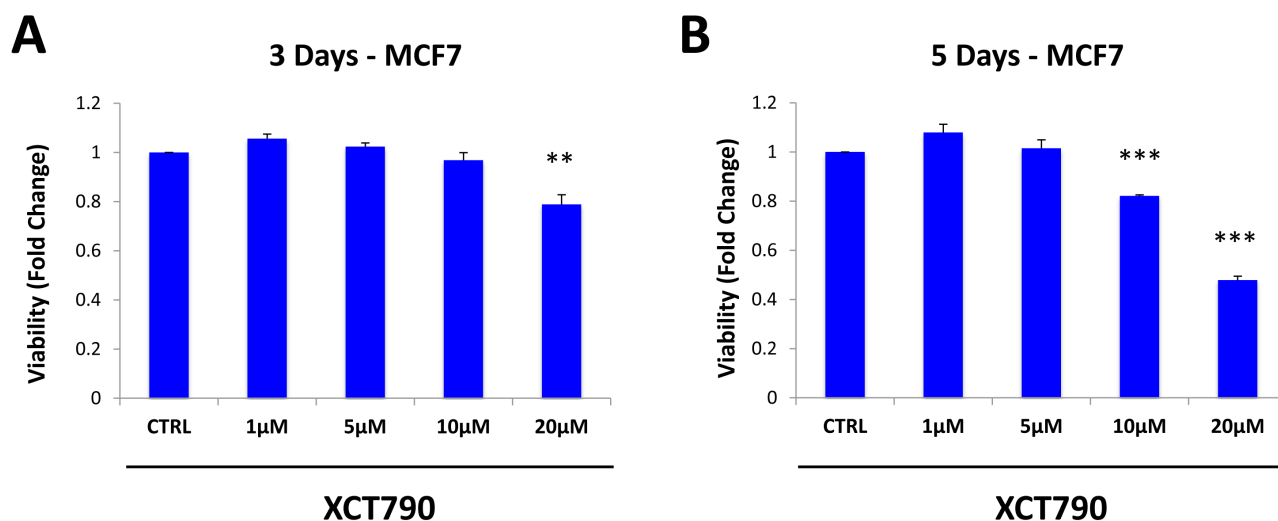 A
3 Days - MCF7
Viability (Fold Change)
1.2
1
0.8
0.6
0.4
0.2
0
**
CTRL 1µM 5µM 10µM 20µM
XCT790
B
5 Days - MCF7
Viability (Fold Change)
1.2
1
0.8
0.6
0.4
0.2
0
***
***
CTRL 1µM 5µM 10µM 20µM
XCT790